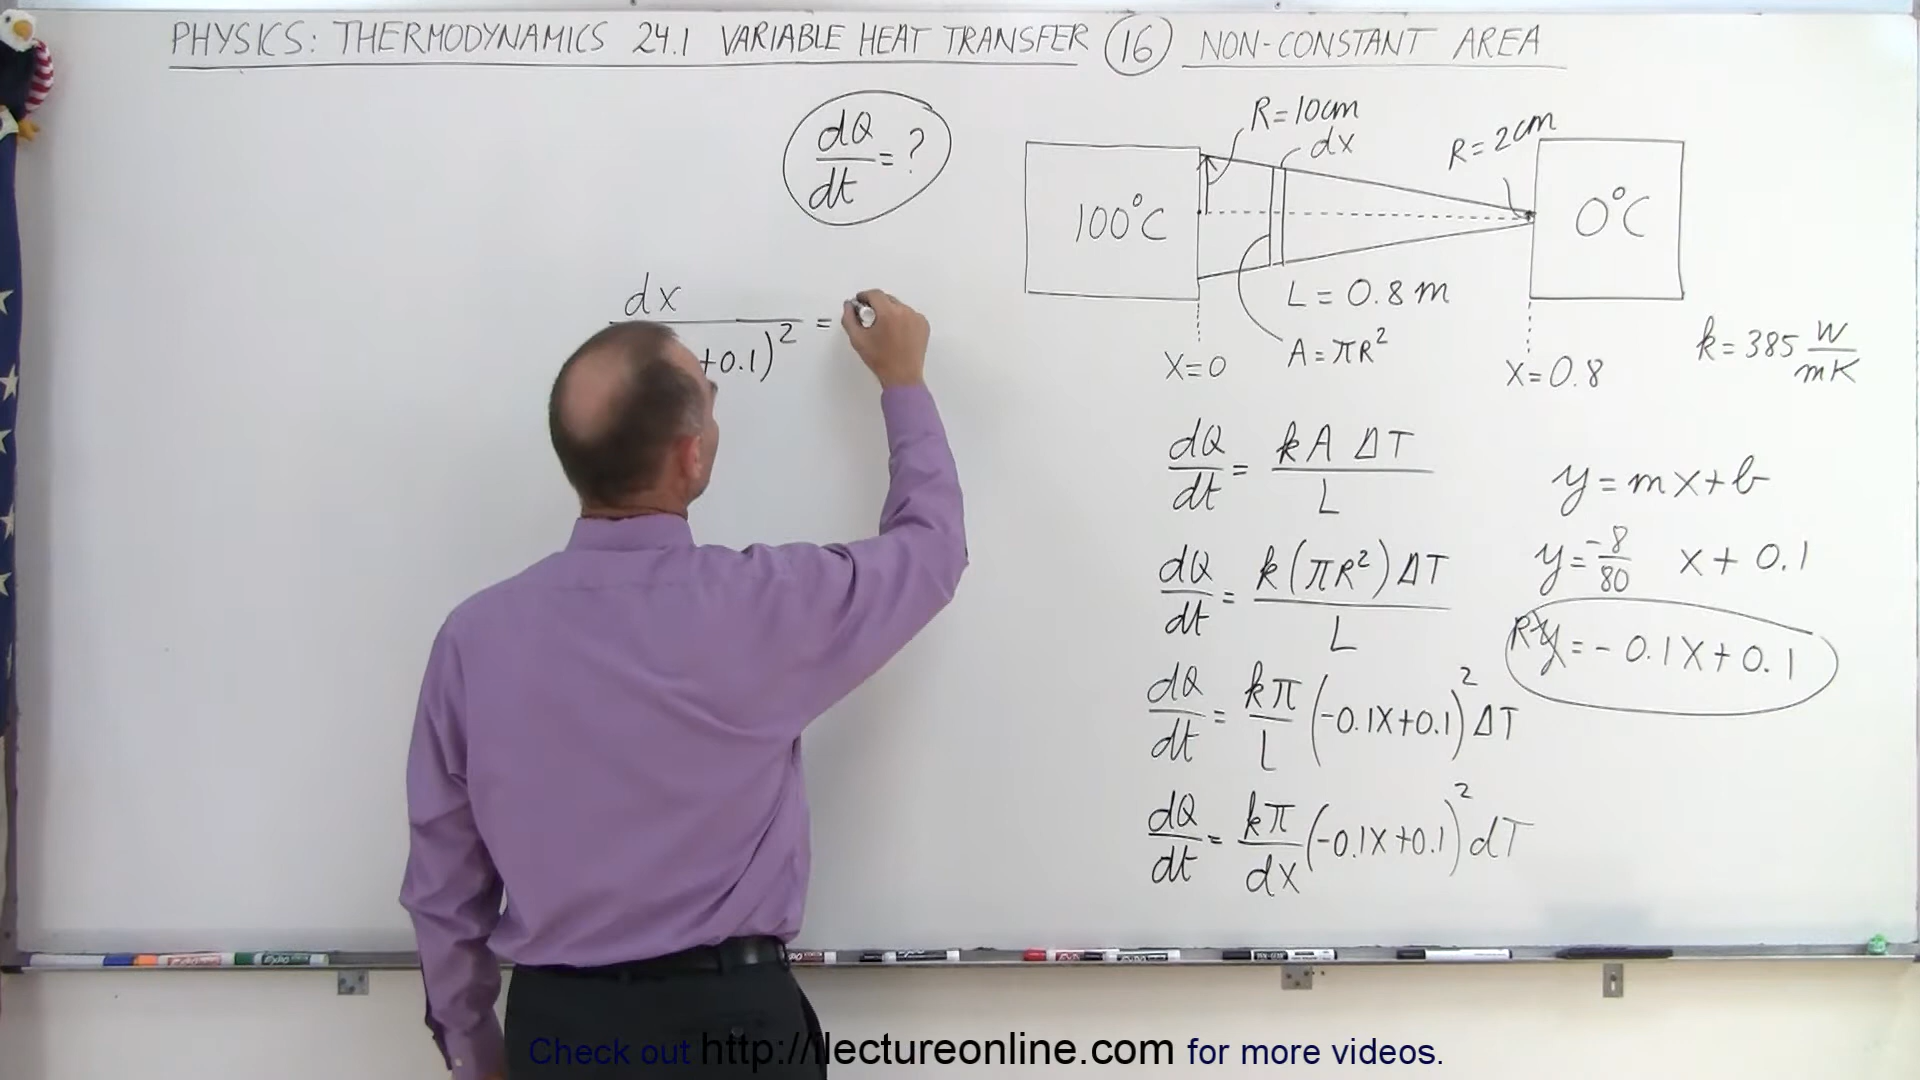 PHYSICS: THERMODYNAMICS 24.1 VARIABLE HEAT TRANSFER (16) NON-CONSTANT AREA
dQ/dt = ?
R=10cm
dx
R=2cm
100°C
0°C
L = 0.8 m
A = πR²
X=0
X=0.8
k = 385 W/mK
dx / +0.1)² =
dQ/dt = k A ΔT / L
y = mx+b
dQ/dt = k(πR²)ΔT / L
y = -8/80 x + 0.1
R=y = -0.1X+0.1
dQ/dt = kπ/L (-0.1X+0.1)² ΔT
dQ/dt = kπ/dx (-0.1X+0.1)² dT
Check out http://ilectureonline.com for more videos.